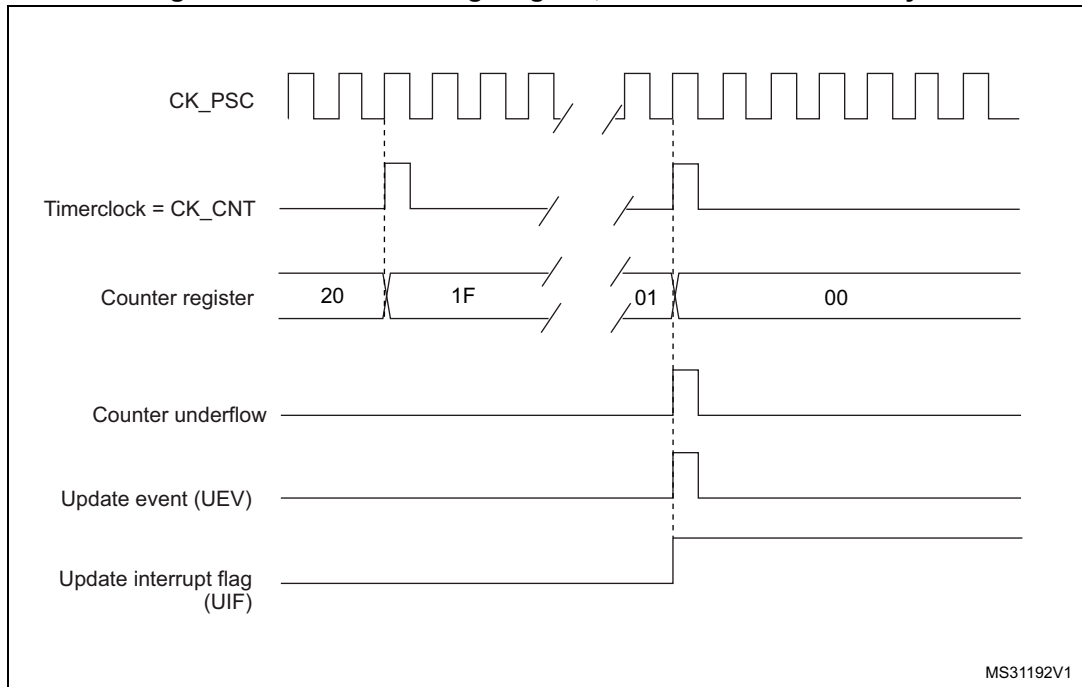 CK_PSC
Timerclock = CK_CNT
Counter register
20
1F
01
00
Counter underflow
Update event (UEV)
Update interrupt flag
(UIF)
MS31192V1